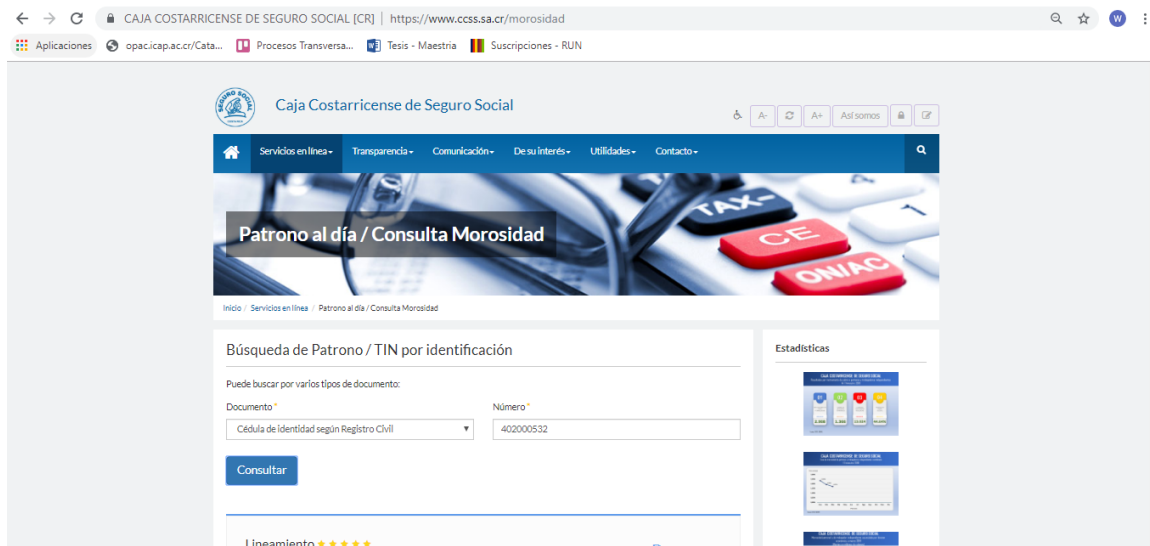 CAJA COSTARRICENSE DE SEGURO SOCIAL [CR] | https://www.ccss.sa.cr/morosidad
W
Aplicaciones opac.icap.ac.cr/Cata... Procesos Transversa... Tesis - Maestria Suscripciones - RUN
Caja Costarricense de Seguro Social
A- A+ Así somos
Servicios en línea Transparencia Comunicación De su interés Utilidades Contacto
TAX-
CE
ON/AC
Patrono al día / Consulta Morosidad
Inicio / Servicios en línea / Patrono al día / Consulta Morosidad
Búsqueda de Patrono / TIN por identificación
Estadísticas
Puede buscar por varios tipos de documento:
Documento * Número *
Cédula de identidad según Registro Civil 402000532
Consultar
Lineamiento